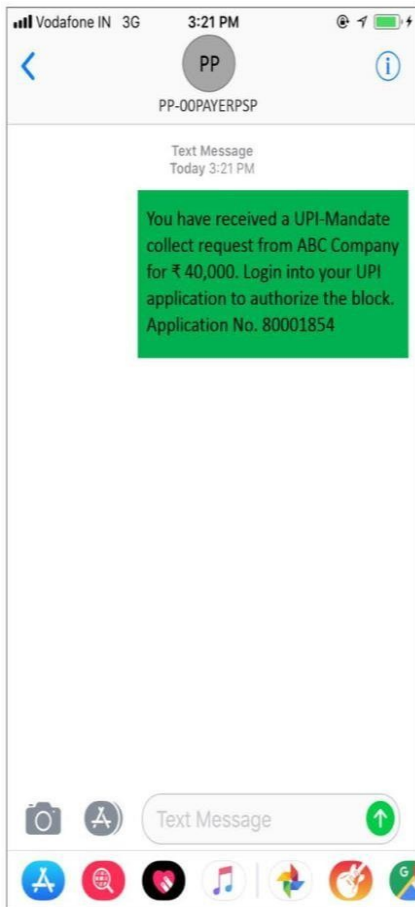 Vodafone IN 3G 3:21 PM
PP
PP-00PAYERPSP
Text Message
Today 3:21 PM
You have received a UPI-Mandate
collect request from ABC Company
for ₹ 40,000. Login into your UPI
application to authorize the block.
Application No. 80001854
Text Message
G